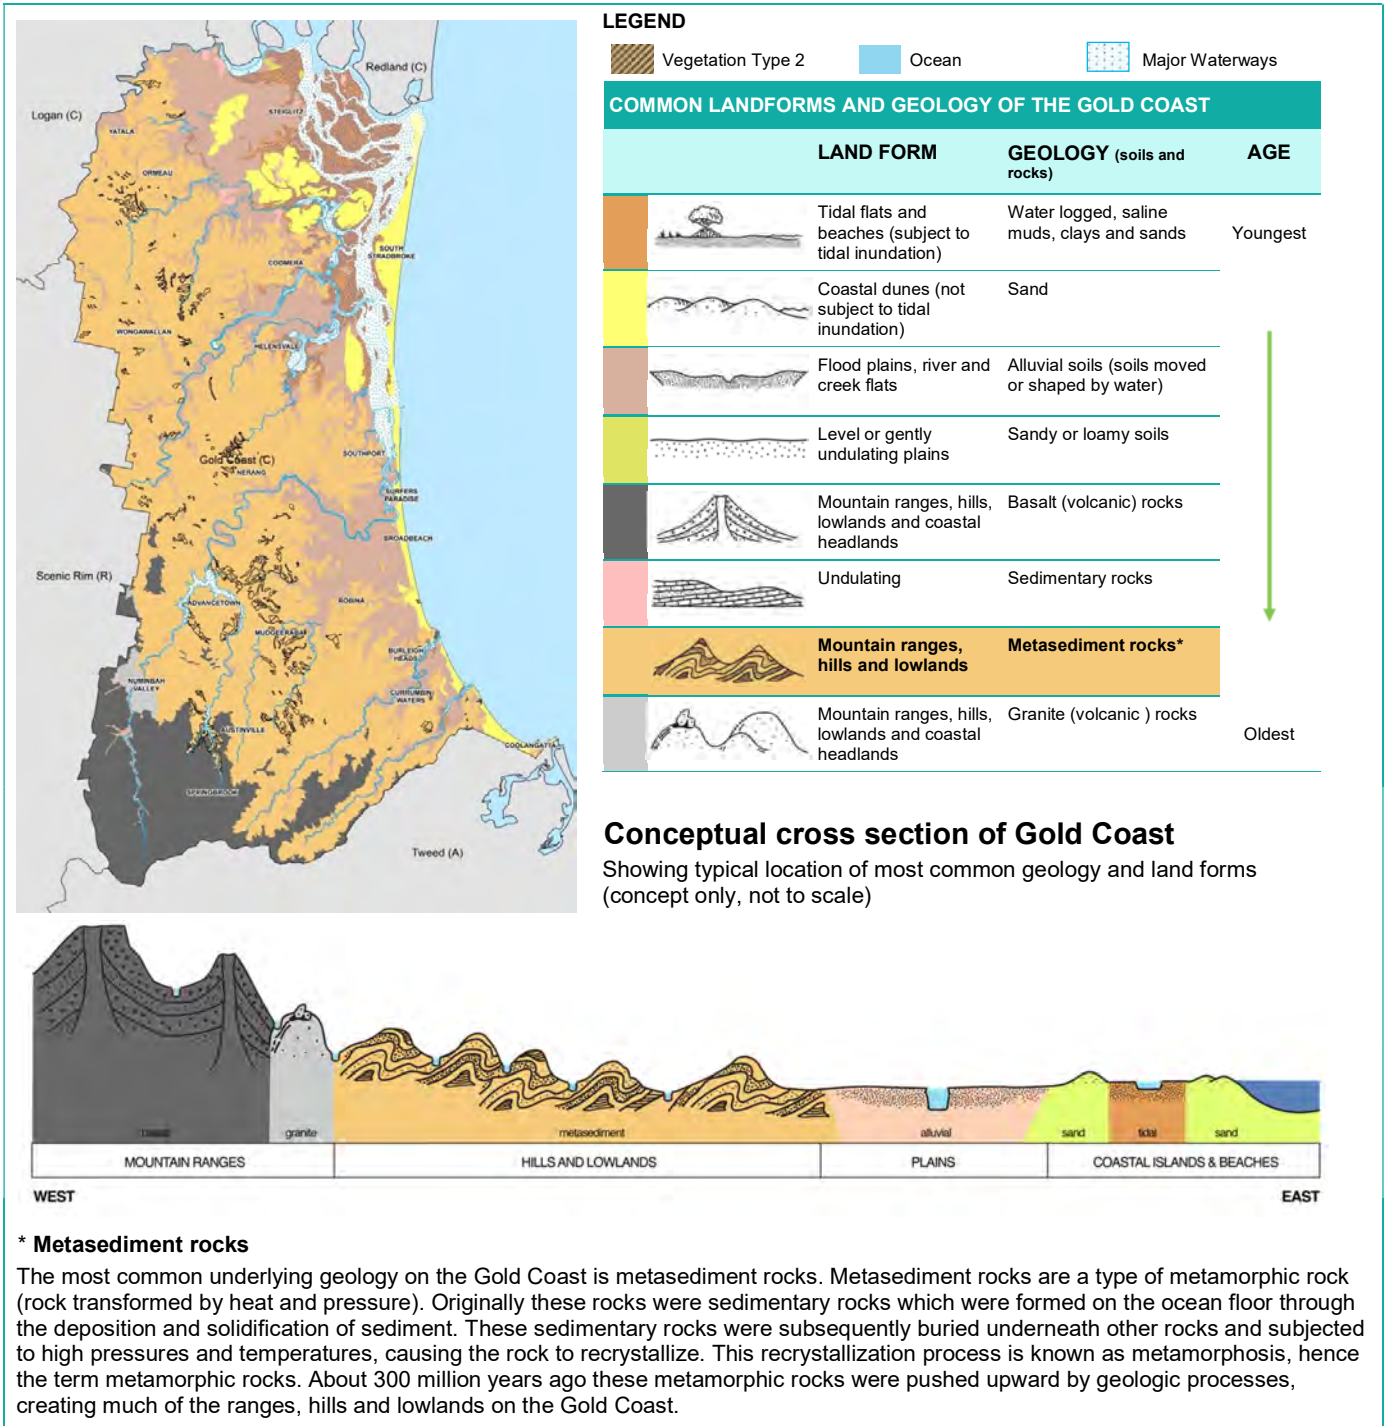 LEGEND
Vegetation Type 2
Ocean
Major Waterways
COMMON LANDFORMS AND GEOLOGY OF THE GOLD COAST
LAND FORM
GEOLOGY (soils and
rocks)
AGE
Tidal flats and
beaches (subject to
tidal inundation)
Water logged, saline
muds, clays and sands
Youngest
Coastal dunes (not
subject to tidal
inundation)
Sand
Flood plains, river and
creek flats
Alluvial soils (soils moved
or shaped by water)
Level or gently
undulating plains
Sandy or loamy soils
Mountain ranges, hills,
lowlands and coastal
headlands
Basalt (volcanic) rocks
Undulating
Sedimentary rocks
Mountain ranges,
hills and lowlands
Metasediment rocks*
Mountain ranges, hills,
lowlands and coastal
headlands
Granite (volcanic ) rocks
Oldest
Redland (C)
Logan (C)
STEIGLITZ
YATALA
ORMEAU
SOUTH
STRADBROKE
COOMERA
WONGAWALLAN
HELENSVALE
SOUTHPORT
Gold Coast (C)
NERANG
SURFERS
PARADISE
BROADBEACH
Scenic Rim (R)
ADVANCETOWN
ROBINA
MUDGEERABA
BURLEIGH
HEADS
NUMINBAH
VALLEY
CURRUMBIN
WATERS
AUSTINVILLE
COOLANGATTA
SPRINGBROOK
Tweed (A)
Conceptual cross section of Gold Coast
Showing typical location of most common geology and land forms
(concept only, not to scale)
basalt
granite
metasediment
alluvial
sand
tidal
sand
MOUNTAIN RANGES
HILLS AND LOWLANDS
PLAINS
COASTAL ISLANDS & BEACHES
WEST
EAST
* Metasediment rocks
The most common underlying geology on the Gold Coast is metasediment rocks. Metasediment rocks are a type of metamorphic rock
(rock transformed by heat and pressure). Originally these rocks were sedimentary rocks which were formed on the ocean floor through
the deposition and solidification of sediment. These sedimentary rocks were subsequently buried underneath other rocks and subjected
to high pressures and temperatures, causing the rock to recrystallize. This recrystallization process is known as metamorphosis, hence
the term metamorphic rocks. About 300 million years ago these metamorphic rocks were pushed upward by geologic processes,
creating much of the ranges, hills and lowlands on the Gold Coast.